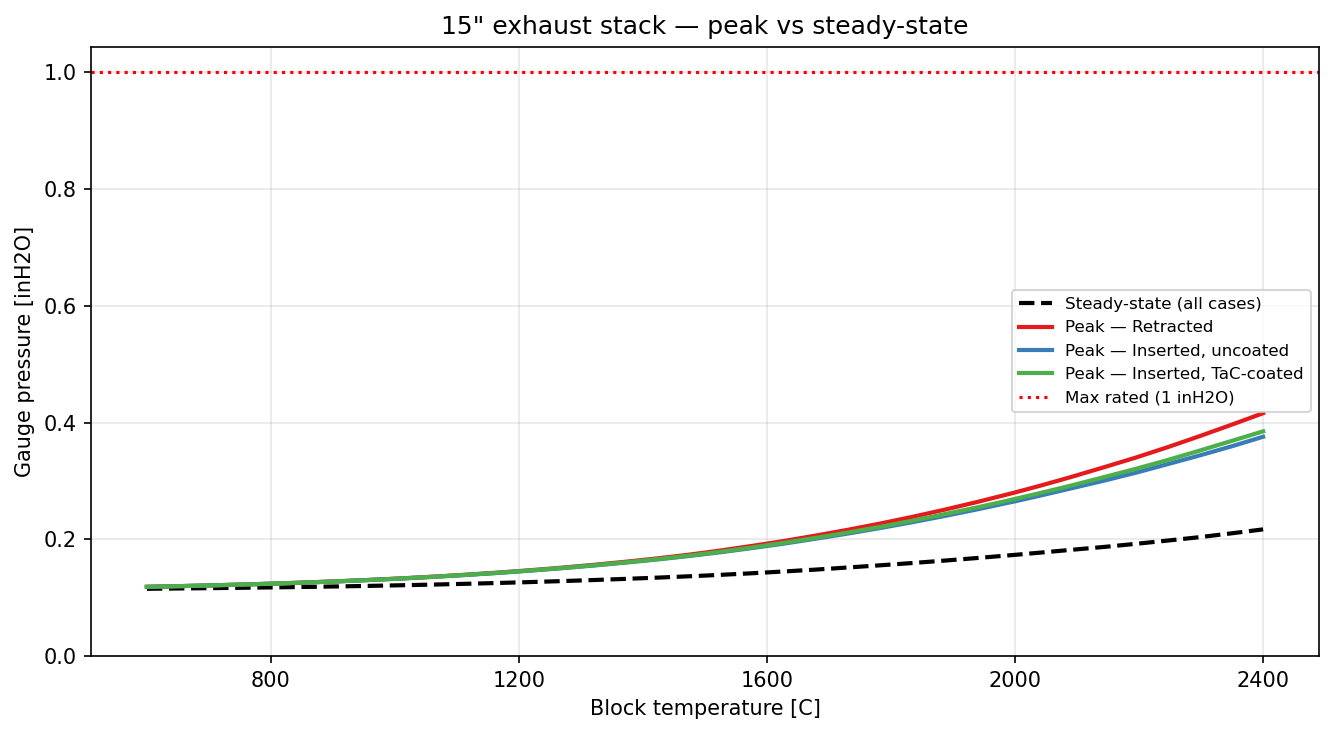 15" exhaust stack — peak vs steady-state
Gauge pressure [inH2O]
1.0
0.8
0.6
0.4
0.2
0.0
Steady-state (all cases)
Peak — Retracted
Peak — Inserted, uncoated
Peak — Inserted, TaC-coated
Max rated (1 inH2O)
800 1200 1600 2000 2400
Block temperature [C]